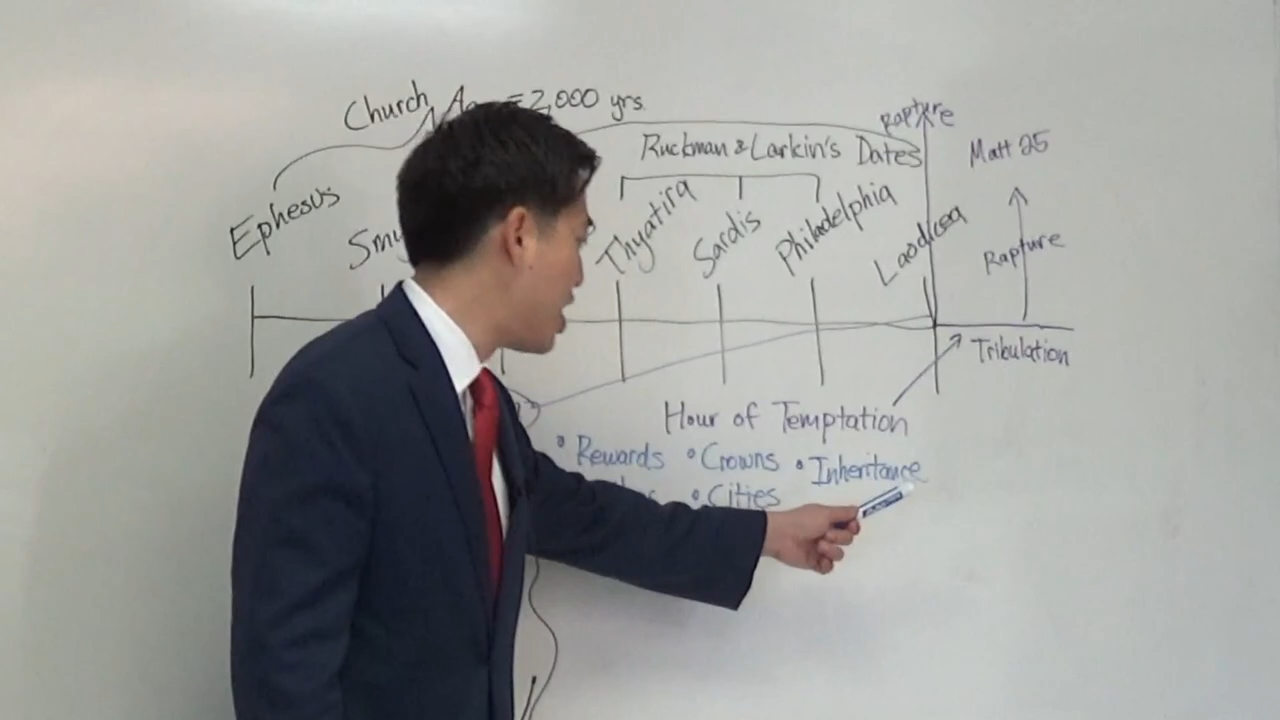 Church = 2,000 yrs.
Rapture
Ruckman & Larkin's Dates
Matt 25
Ephesus
Thyatira
Sardis
Philadelphia
Laodicea
Rapture
Tribulation
Hour of Temptation
• Rewards • Crowns • Inheritance
• Cities